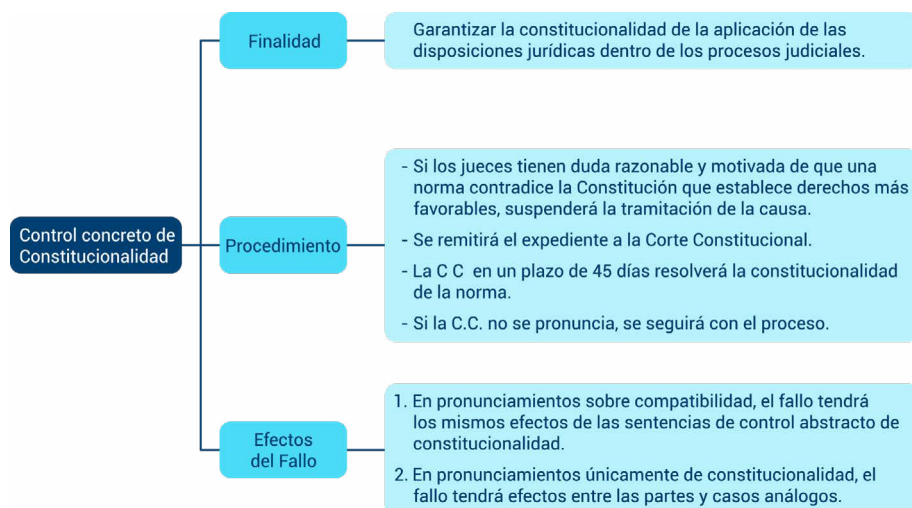 Control concreto de
Constitucionalidad
Finalidad
Garantizar la constitucionalidad de la aplicación de las
disposiciones jurídicas dentro de los procesos judiciales.
Procedimiento
- Si los jueces tienen duda razonable y motivada de que una
norma contradice la Constitución que establece derechos más
favorables, suspenderá la tramitación de la causa.
- Se remitirá el expediente a la Corte Constitucional.
- La C C en un plazo de 45 días resolverá la constitucionalidad
de la norma.
- Si la C.C. no se pronuncia, se seguirá con el proceso.
Efectos
del Fallo
1. En pronunciamientos sobre compatibilidad, el fallo tendrá
los mismos efectos de las sentencias de control abstracto de
constitucionalidad.
2. En pronunciamientos únicamente de constitucionalidad, el
fallo tendrá efectos entre las partes y casos análogos.